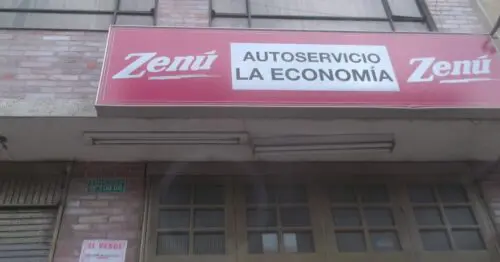 Zenú
AUTOSERVICIO
LA ECONOMÍA
Zenú